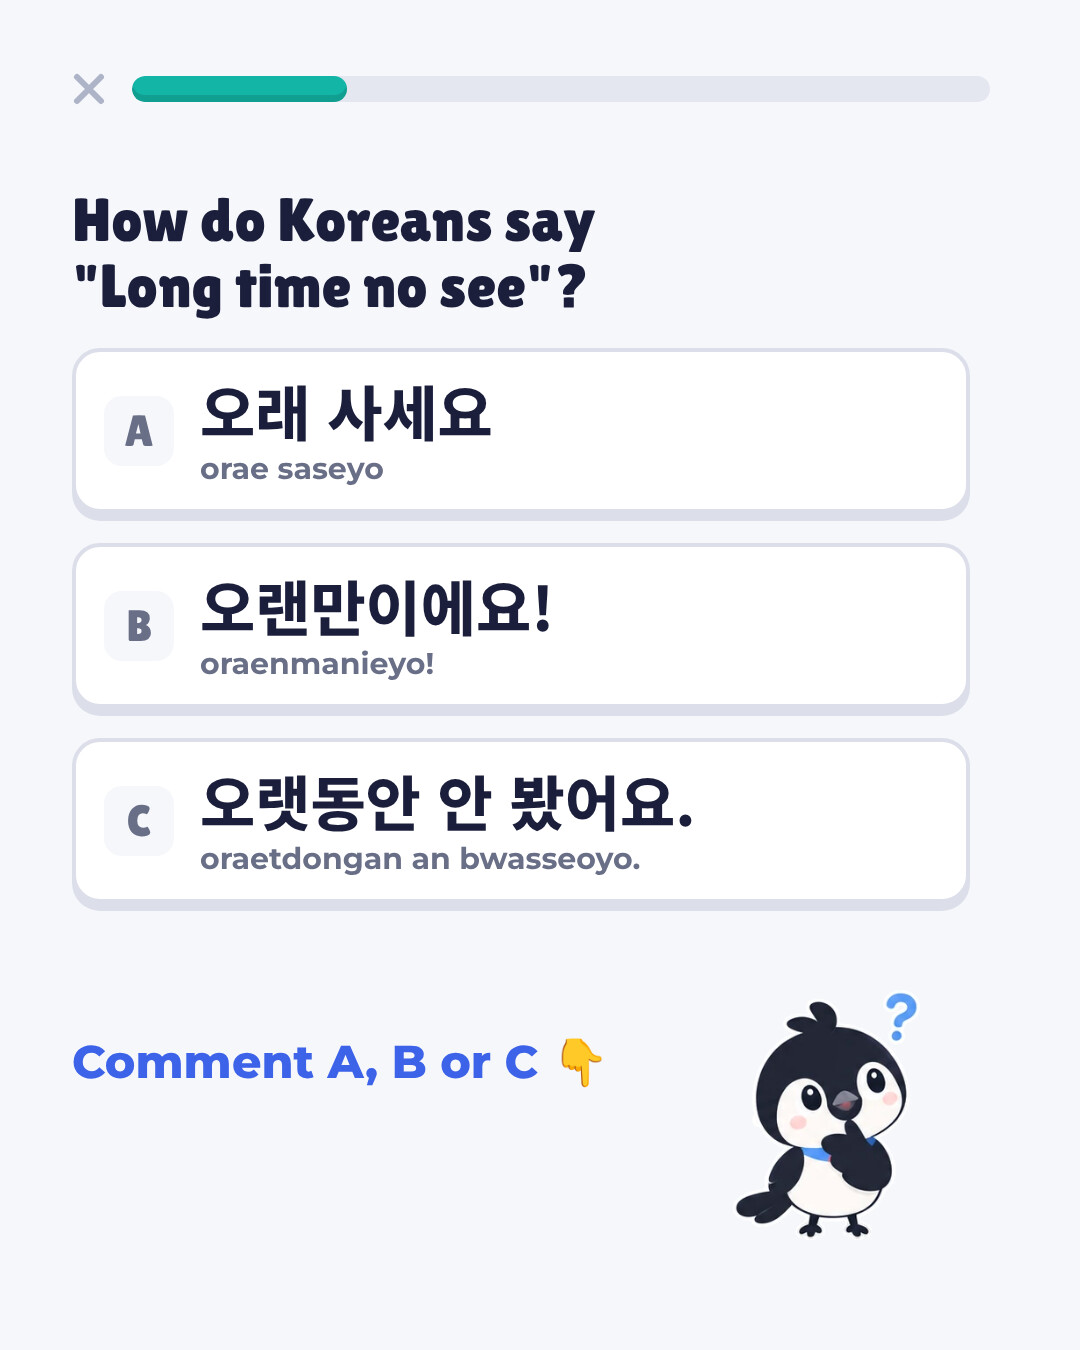 How do Koreans say
"Long time no see"?
A
오래 사세요
orae saseyo
B
오랜만이에요!
oraenmanieyo!
C
오랫동안 안 봤어요.
oraetdongan an bwasseoyo.
?
Comment A, B or C 👇